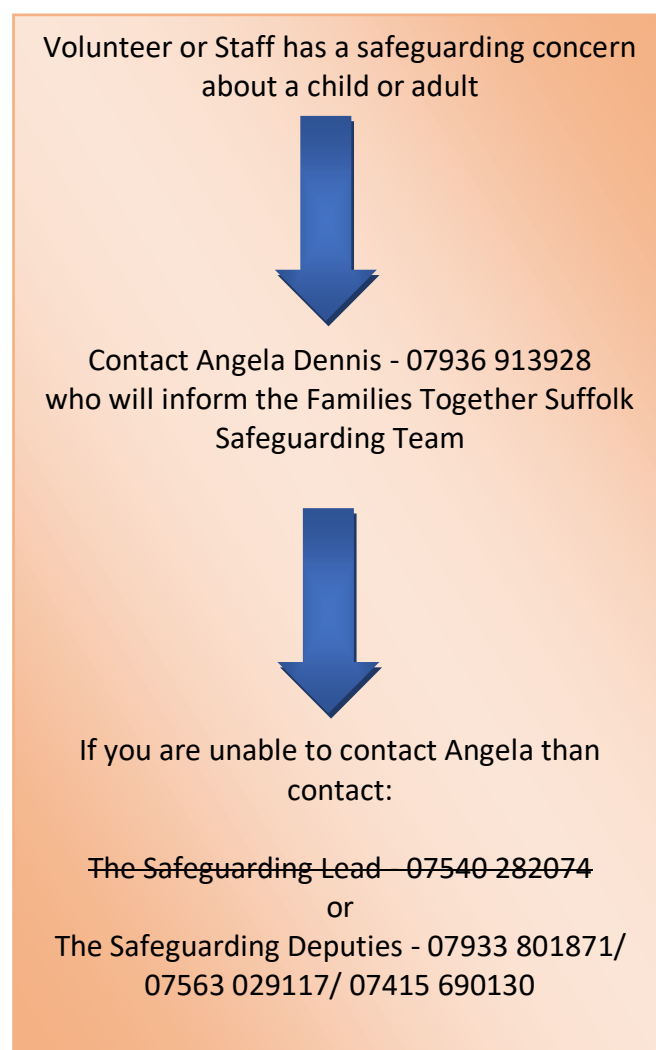 Volunteer or Staff has a safeguarding concern
about a child or adult
Contact Angela Dennis - 07936 913928
who will inform the Families Together Suffolk
Safeguarding Team
If you are unable to contact Angela than
contact:
The Safeguarding Lead - 07540 282074
or
The Safeguarding Deputies - 07933 801871/
07563 029117/ 07415 690130